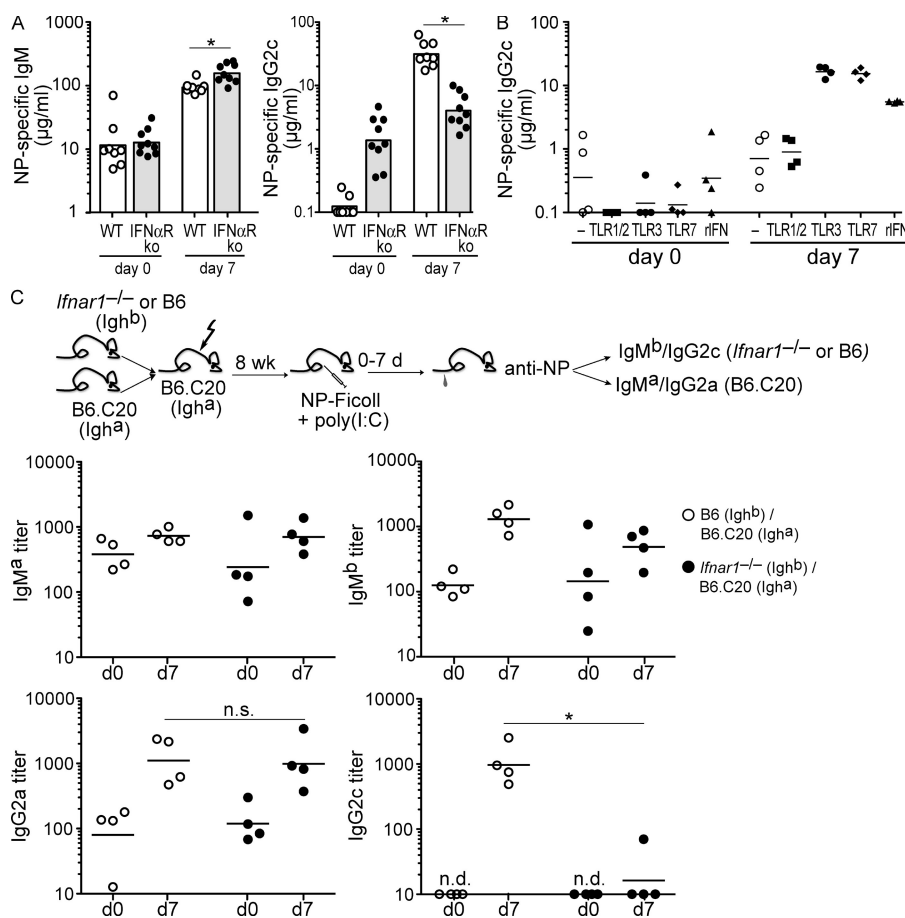 A
NP-specific IgM
(µg/ml)
1000
100
10
1
*
WT IFNαR WT IFNαR
ko ko
day 0 day 7
NP-specific IgG2c
(µg/ml)
100
10
1
0.1
*
WT IFNαR WT IFNαR
ko ko
day 0 day 7
B
NP-specific IgG2c
(µg/ml)
100
10
1
0.1
– TLR1/2 TLR3 TLR7 rIFN – TLR1/2 TLR3 TLR7 rIFN
day 0 day 7
C
Ifnar1–/– or B6
(Ighb)
B6.C20
(Igha)
B6.C20
(Igha)
8 wk
NP-Ficoll
+ poly(I:C)
0-7 d
anti-NP
IgMb/IgG2c (Ifnar1–/– or B6)
IgMa/IgG2a (B6.C20)
IgMa titer
10000
1000
100
10
d0 d7 d0 d7
IgMb titer
10000
1000
100
10
d0 d7 d0 d7
B6 (Ighb) /
B6.C20 (Igha)
Ifnar1–/– (Ighb) /
B6.C20 (Igha)
IgG2a titer
10000
1000
100
10
n.s.
d0 d7 d0 d7
IgG2c titer
10000
1000
100
10
*
n.d. n.d.
d0 d7 d0 d7